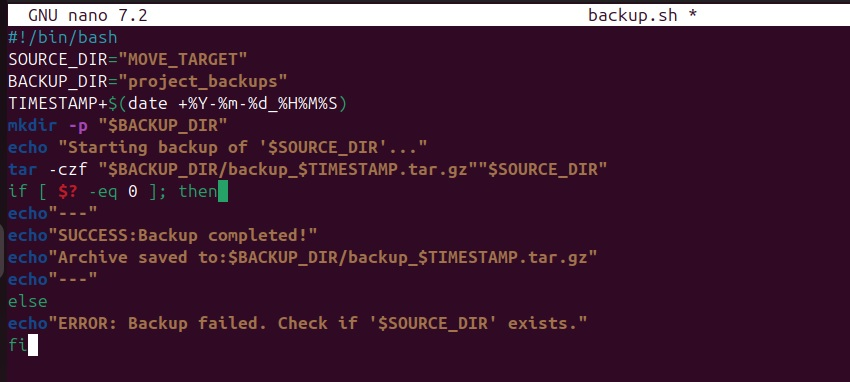 GNU nano 7.2 backup.sh *
#!/bin/bash
SOURCE_DIR="MOVE_TARGET"
BACKUP_DIR="project_backups"
TIMESTAMP+$(date +%Y-%m-%d_%H%M%S)
mkdir -p "$BACKUP_DIR"
echo "Starting backup of '$SOURCE_DIR'..."
tar -czf "$BACKUP_DIR/backup_$TIMESTAMP.tar.gz""$SOURCE_DIR"
if [ $? -eq 0 ]; then
echo"---"
echo"SUCCESS:Backup completed!"
echo"Archive saved to:$BACKUP_DIR/backup_$TIMESTAMP.tar.gz"
echo"---"
else
echo"ERROR: Backup failed. Check if '$SOURCE_DIR' exists."
fi